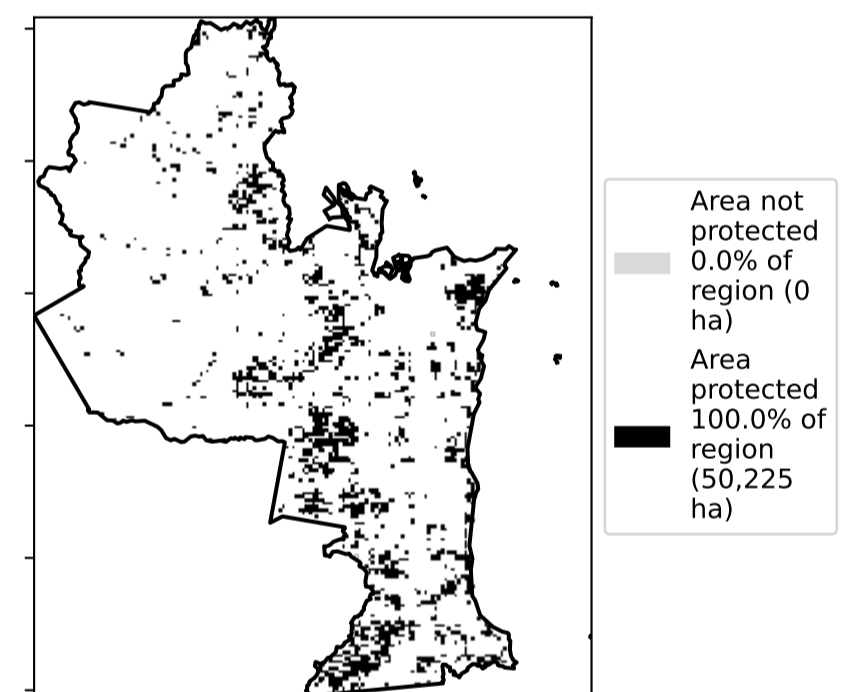 Area not
protected
0.0% of
region (0
ha)
Area
protected
100.0% of
region
(50,225
ha)